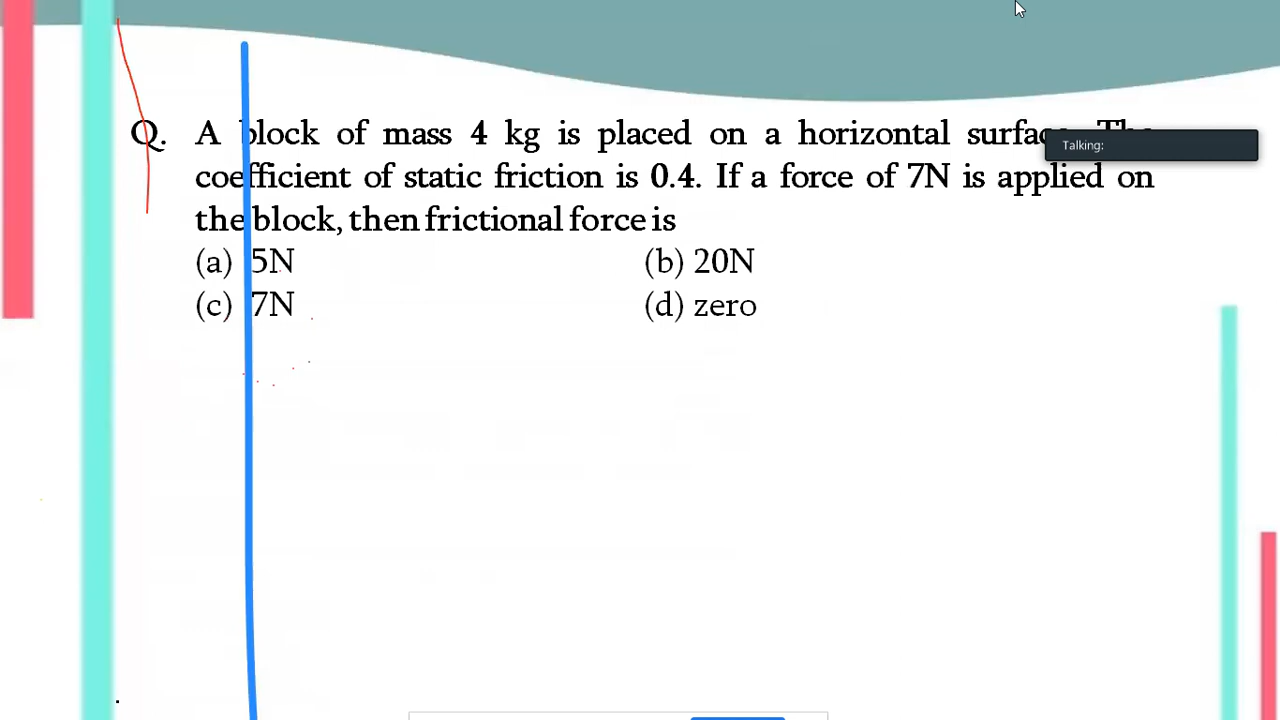 Q. A block of mass 4 kg is placed on a horizontal surface. The
Talking:
coefficient of static friction is 0.4. If a force of 7N is applied on
the block, then frictional force is
(a) 5N (b) 20N
(c) 7N (d) zero